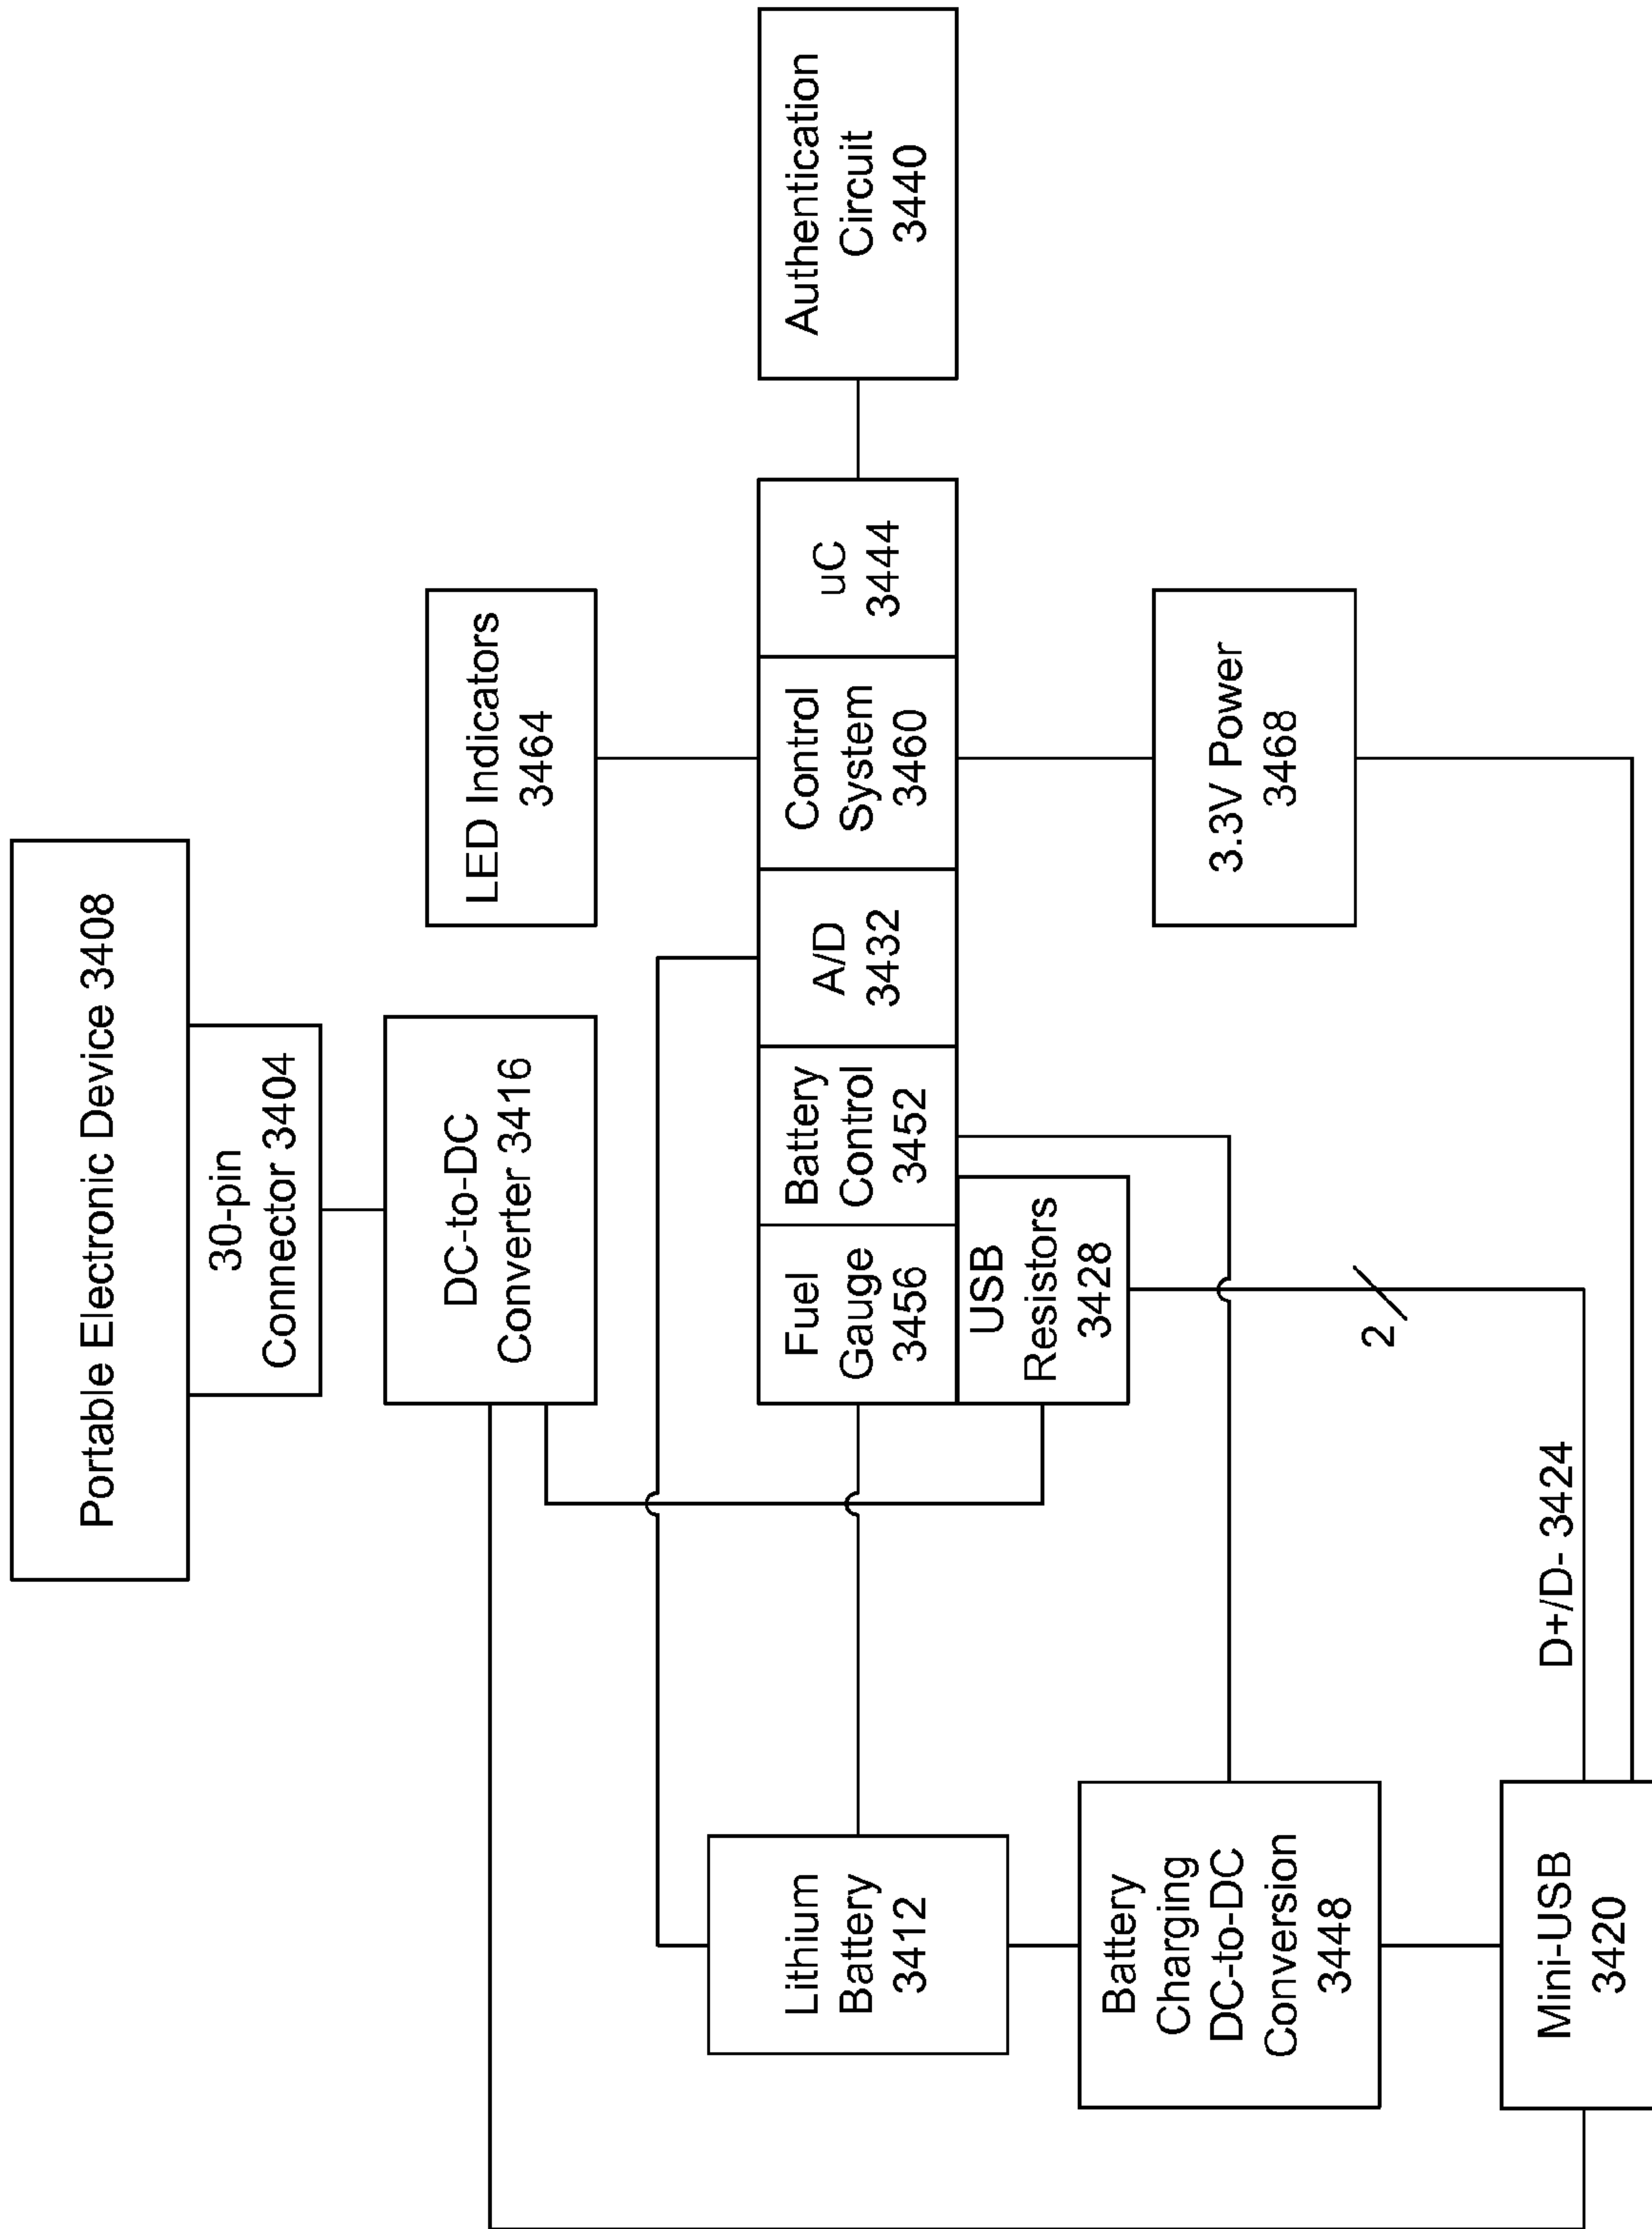 Portable Electronic Device 3408
30-pin
Connector 3404
DC-to-DC
Converter 3416
LED Indicators
3464
Lithium
Battery
3412
Fuel
Gauge
3456
Battery
Control
3452
A/D
3432
Control
System
3460
uC
3444
Authentication
Circuit
3440
USB
Resistors
3428
Battery
Charging
DC-to-DC
Conversion
3448
3.3V Power
3468
2
D+/D- 3424
Mini-USB
3420